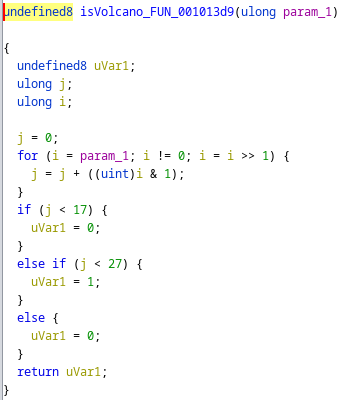 undefined8 isVolcano_FUN_001013d9(ulong param_1)
{
  undefined8 uVar1;
  ulong j;
  ulong i;
  j = 0;
  for (i = param_1; i != 0; i = i >> 1) {
    j = j + ((uint)i & 1);
  }
  if (j < 17) {
    uVar1 = 0;
  }
  else if (j < 27) {
    uVar1 = 1;
  }
  else {
    uVar1 = 0;
  }
  return uVar1;
}